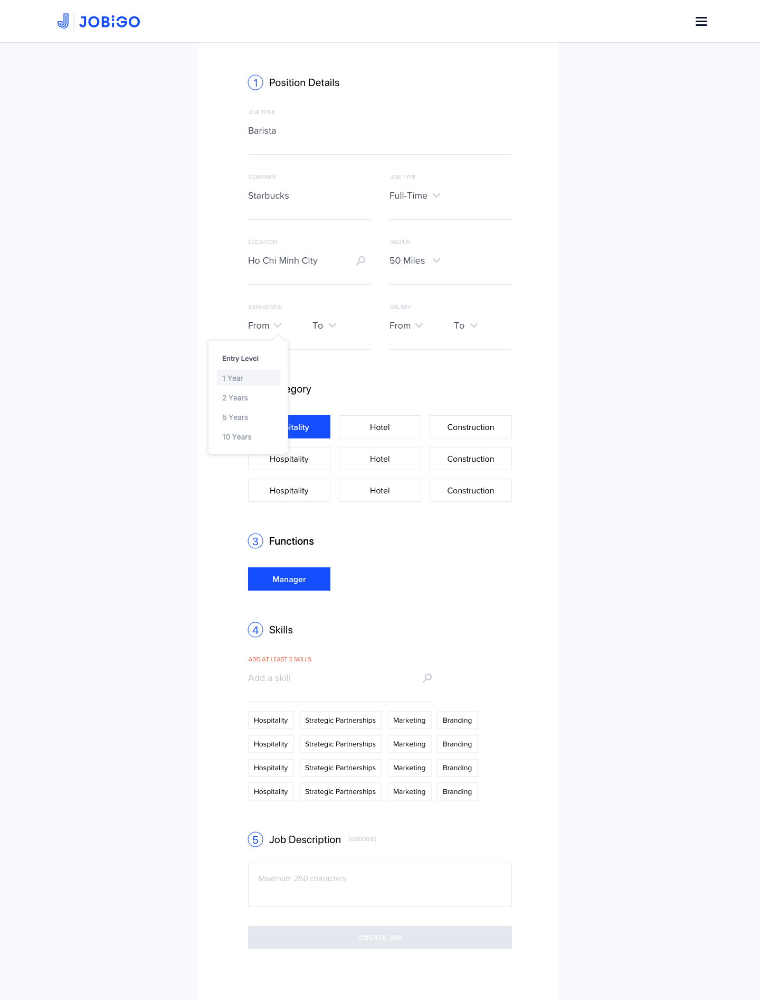 JOBIGO
1 Position Details
JOB TITLE
Barista
COMPANY
JOB TYPE
Starbucks
Full-Time
LOCATION
RADIUS
Ho Chi Minh City
50 Miles
EXPERIENCE
SALARY
From
To
From
To
Entry Level
1 Year
2 Years
5 Years
10 Years
egory
itality
Hotel
Construction
Hospitality
Hotel
Construction
Hospitality
Hotel
Construction
3 Functions
Manager
4 Skills
ADD AT LEAST 3 SKILLS
Add a skill
Hospitality
Strategic Partnerships
Marketing
Branding
Hospitality
Strategic Partnerships
Marketing
Branding
Hospitality
Strategic Partnerships
Marketing
Branding
Hospitality
Strategic Partnerships
Marketing
Branding
5 Job Description (optional)
Maximum 250 characters
CREATE JOB